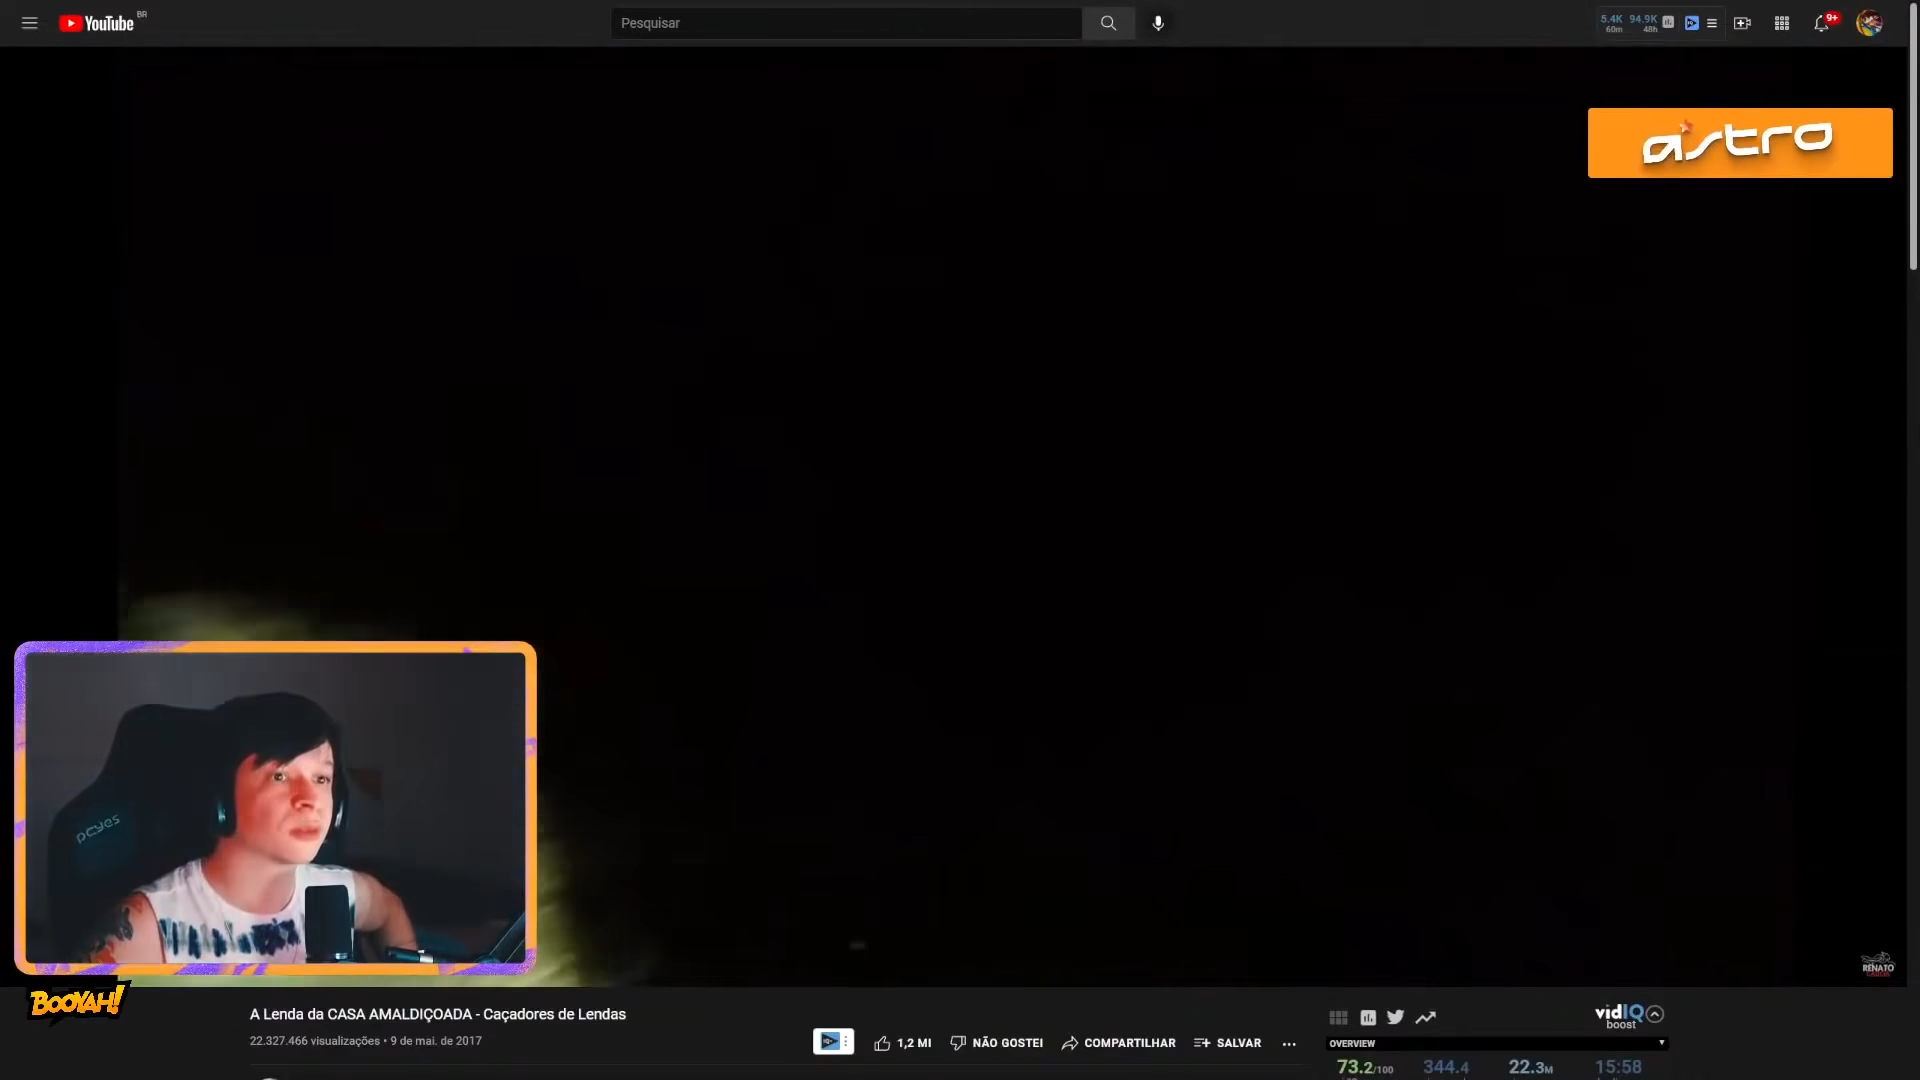 YouTube BR
Pesquisar
5.4K 94.9K
60m 48h
9+
astro
pcyes
BOOYAH!
RENATO
A Lenda da CASA AMALDIÇOADA - Caçadores de Lendas
22.327.466 visualizações • 9 de mai. de 2017
1,2 MI NÃO GOSTEI COMPARTILHAR SALVAR
vidIQ
boost
OVERVIEW
73.2/100 344.4 22.3M 15:58